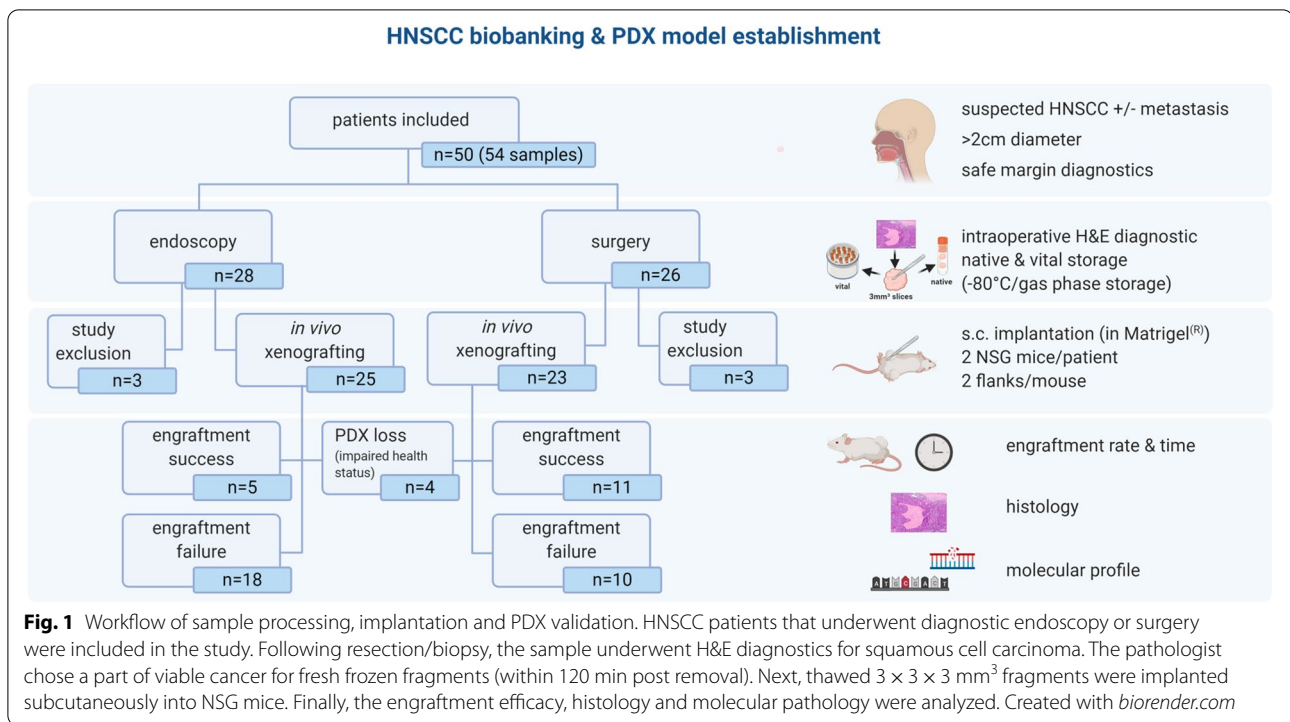 HNSCC biobanking & PDX model establishment
patients included
n=50 (54 samples)
suspected HNSCC +/- metastasis
>2cm diameter
safe margin diagnostics
endoscopy
n=28
surgery
n=26
vital
3mm³ slices
native
intraoperative H&E diagnostic
native & vital storage
(-80°C/gas phase storage)
study
exclusion
n=3
in vivo
xenografting
n=25
in vivo
xenografting
n=23
study
exclusion
n=3
s.c. implantation (in Matrigel(R))
2 NSG mice/patient
2 flanks/mouse
engraftment
success
n=5
PDX loss
(impaired health
status)
n=4
engraftment
success
n=11
engraftment rate & time
engraftment
failure
n=18
engraftment
failure
n=10
histology
A T G C G A C T
molecular profile
Fig. 1 Workflow of sample processing, implantation and PDX validation. HNSCC patients that underwent diagnostic endoscopy or surgery
were included in the study. Following resection/biopsy, the sample underwent H&E diagnostics for squamous cell carcinoma. The pathologist
chose a part of viable cancer for fresh frozen fragments (within 120 min post removal). Next, thawed 3 × 3 × 3 mm³ fragments were implanted
subcutaneously into NSG mice. Finally, the engraftment efficacy, histology and molecular pathology were analyzed. Created with biorender.com